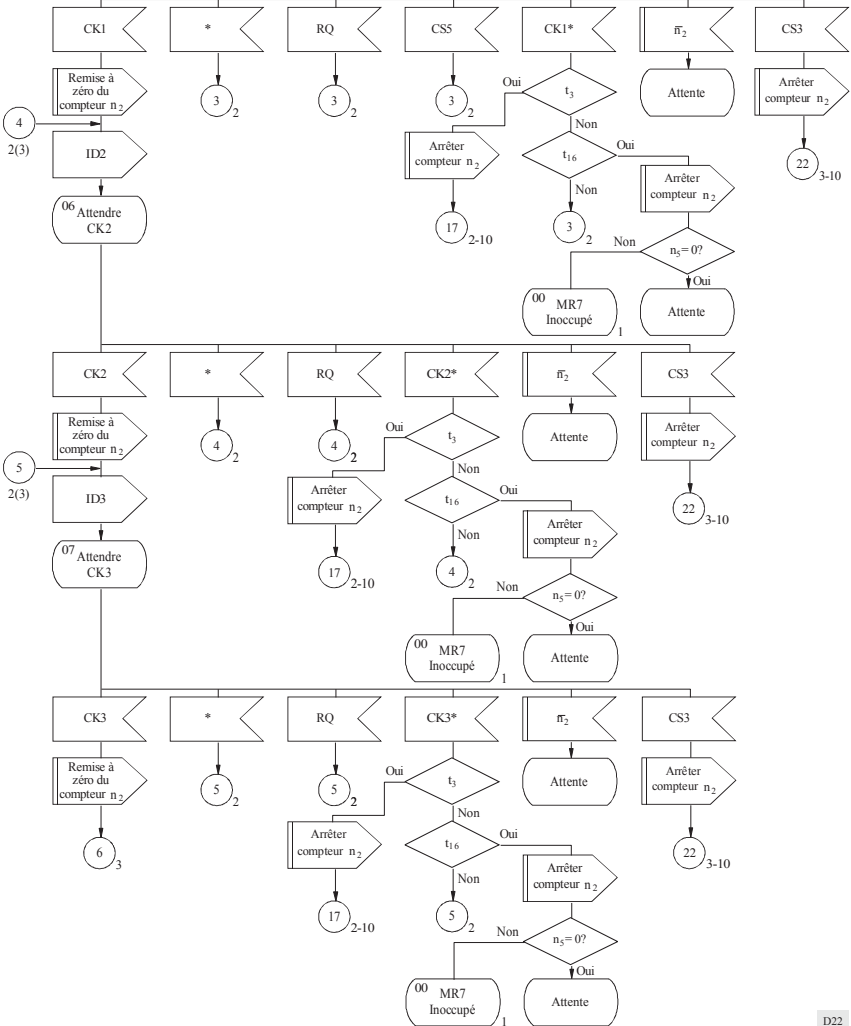 CK1
*
RQ
CS5
CK1*
n̅₂
CS3
Remise à
zéro du
compteur n₂
3
2
3
2
3
2
Oui
t₃
Non
Attente
Arrêter
compteur n₂
4
2(3)
ID2
Arrêter
compteur n₂
t₁₆
Oui
Non
22
3-10
Arrêter
compteur n₂
06
Attendre
CK2
17
2-10
3
2
Non
n₅= 0?
Oui
00
MR7
Inoccupé
1
Attente
CK2
*
RQ
CK2*
n̅₂
CS3
Remise à
zéro du
compteur n₂
4
2
4
2
Oui
t₃
Non
Attente
Arrêter
compteur n₂
5
2(3)
ID3
Arrêter
compteur n₂
t₁₆
Oui
Non
22
3-10
Arrêter
compteur n₂
07
Attendre
CK3
17
2-10
4
2
Non
n₅= 0?
Oui
00
MR7
Inoccupé
1
Attente
CK3
*
RQ
CK3*
n̅₂
CS3
Remise à
zéro du
compteur n₂
5
2
5
2
Oui
t₃
Non
Attente
Arrêter
compteur n₂
6
3
Arrêter
compteur n₂
t₁₆
Oui
Non
22
3-10
Arrêter
compteur n₂
17
2-10
5
2
Non
n₅= 0?
Oui
00
MR7
Inoccupé
1
Attente
D22